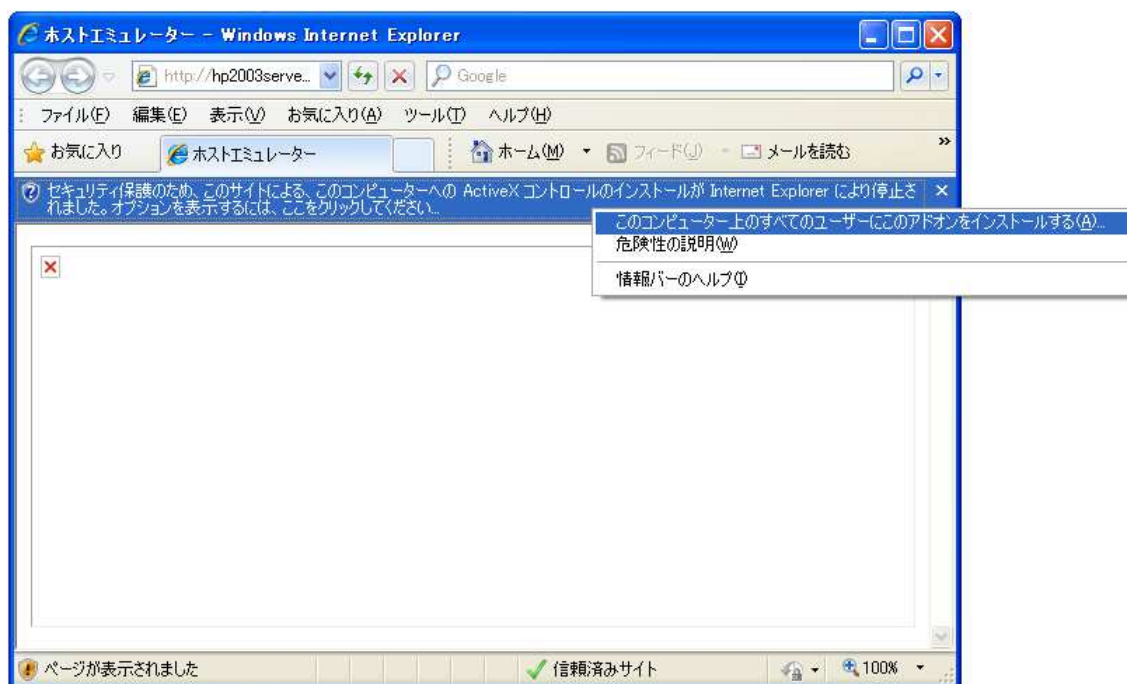 ホストエミュレーター - Windows Internet Explorer
http://hp2003serve...
Google
ファイル(F) 編集(E) 表示(V) お気に入り(A) ツール(T) ヘルプ(H)
お気に入り ホストエミュレーター ホーム(M) フィード(J) メールを読む »
セキュリティ保護のため、このサイトによる、このコンピューターへの ActiveX コントロールのインストールが Internet Explorer により停止さ
れました。オプションを表示するには、ここをクリックしてください...
このコンピューター上のすべてのユーザーにこのアドオンをインストールする(A)...
危険性の説明(W)
情報バーのヘルプ(I)
ページが表示されました 信頼済みサイト 100%